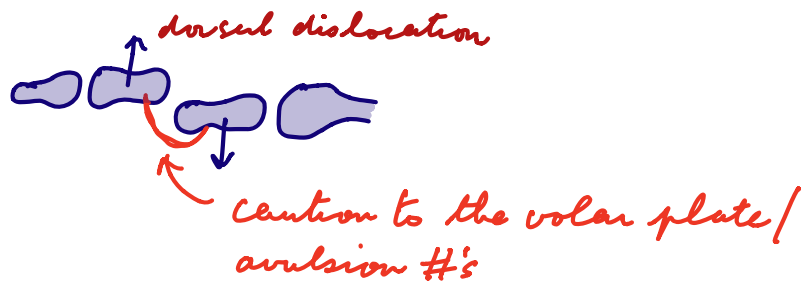 dorsal dislocation
caution to the volar plate/
avulsion #'s